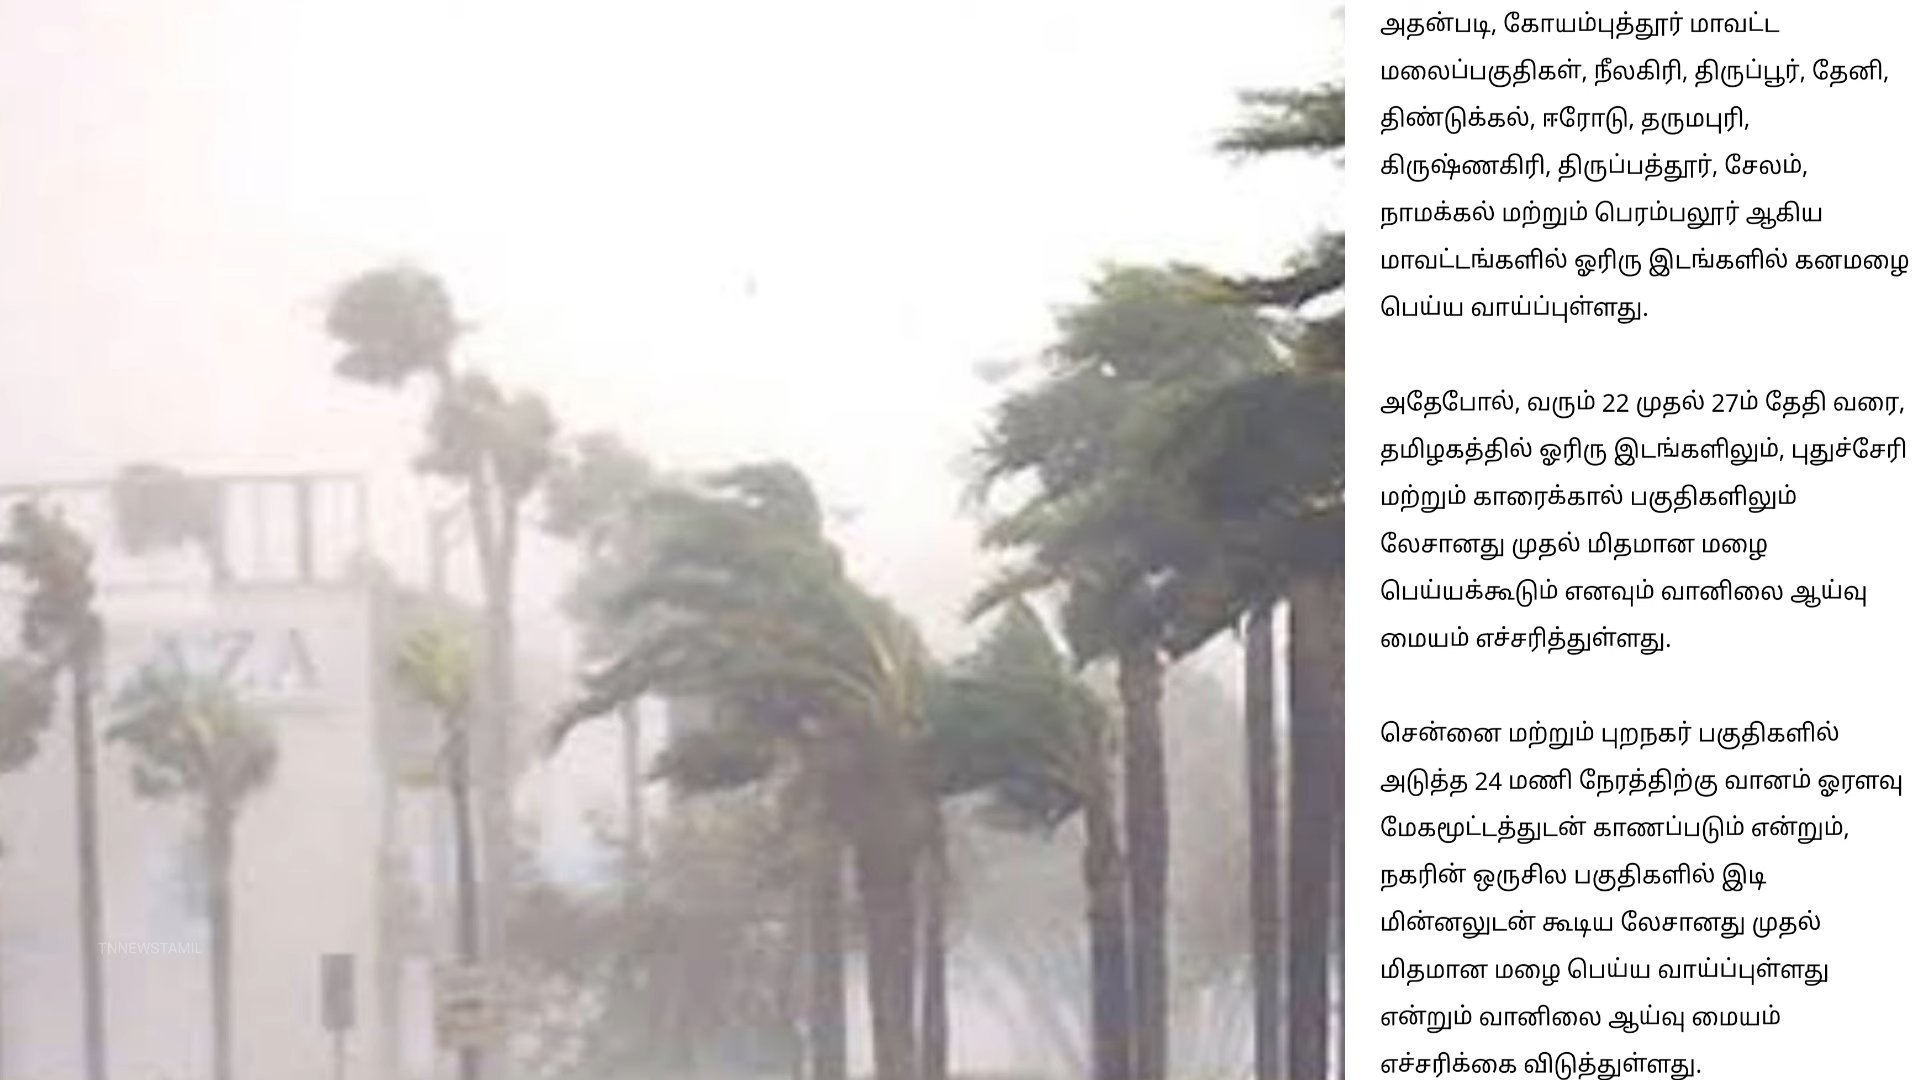 அதன்படி, கோயம்புத்தூர் மாவட்ட
மலைப்பகுதிகள், நீலகிரி, திருப்பூர், தேனி,
திண்டுக்கல், ஈரோடு, தருமபுரி,
கிருஷ்ணகிரி, திருப்பத்தூர், சேலம்,
நாமக்கல் மற்றும் பெரம்பலூர் ஆகிய
மாவட்டங்களில் ஓரிரு இடங்களில் கனமழை
பெய்ய வாய்ப்புள்ளது.
அதேபோல், வரும் 22 முதல் 27ம் தேதி வரை,
தமிழகத்தில் ஓரிரு இடங்களிலும், புதுச்சேரி
மற்றும் காரைக்கால் பகுதிகளிலும்
லேசானது முதல் மிதமான மழை
பெய்யக்கூடும் எனவும் வானிலை ஆய்வு
மையம் எச்சரித்துள்ளது.
சென்னை மற்றும் புறநகர் பகுதிகளில்
அடுத்த 24 மணி நேரத்திற்கு வானம் ஓரளவு
மேகமூட்டத்துடன் காணப்படும் என்றும்,
நகரின் ஒருசில பகுதிகளில் இடி
மின்னலுடன் கூடிய லேசானது முதல்
மிதமான மழை பெய்ய வாய்ப்புள்ளது
என்றும் வானிலை ஆய்வு மையம்
எச்சரிக்கை விடுத்துள்ளது.
TNNEWSTAMIL